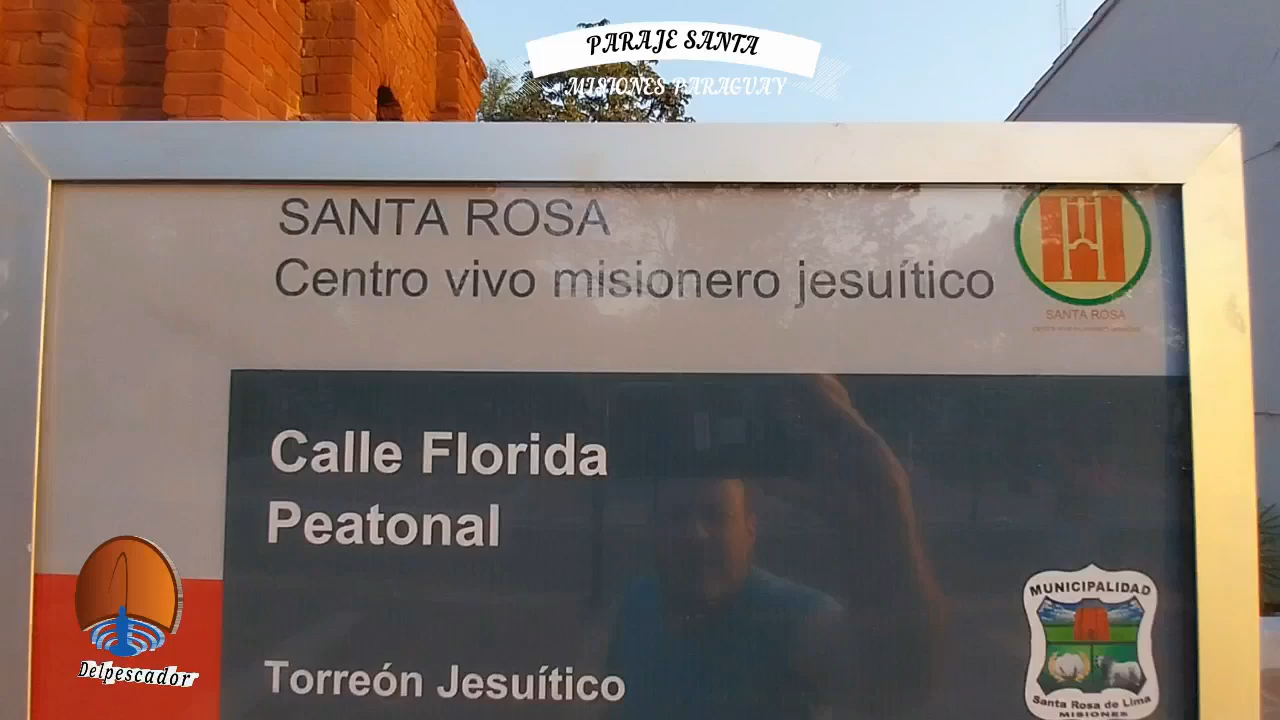 PARAJE SANTA
MISIONES PARAGUAY
SANTA ROSA
Centro vivo misionero jesuítico
SANTA ROSA
Calle Florida
Peatonal
Torreón Jesuítico
Delpescador
MUNICIPALIDAD
Santa Rosa de Lima
MISIONES